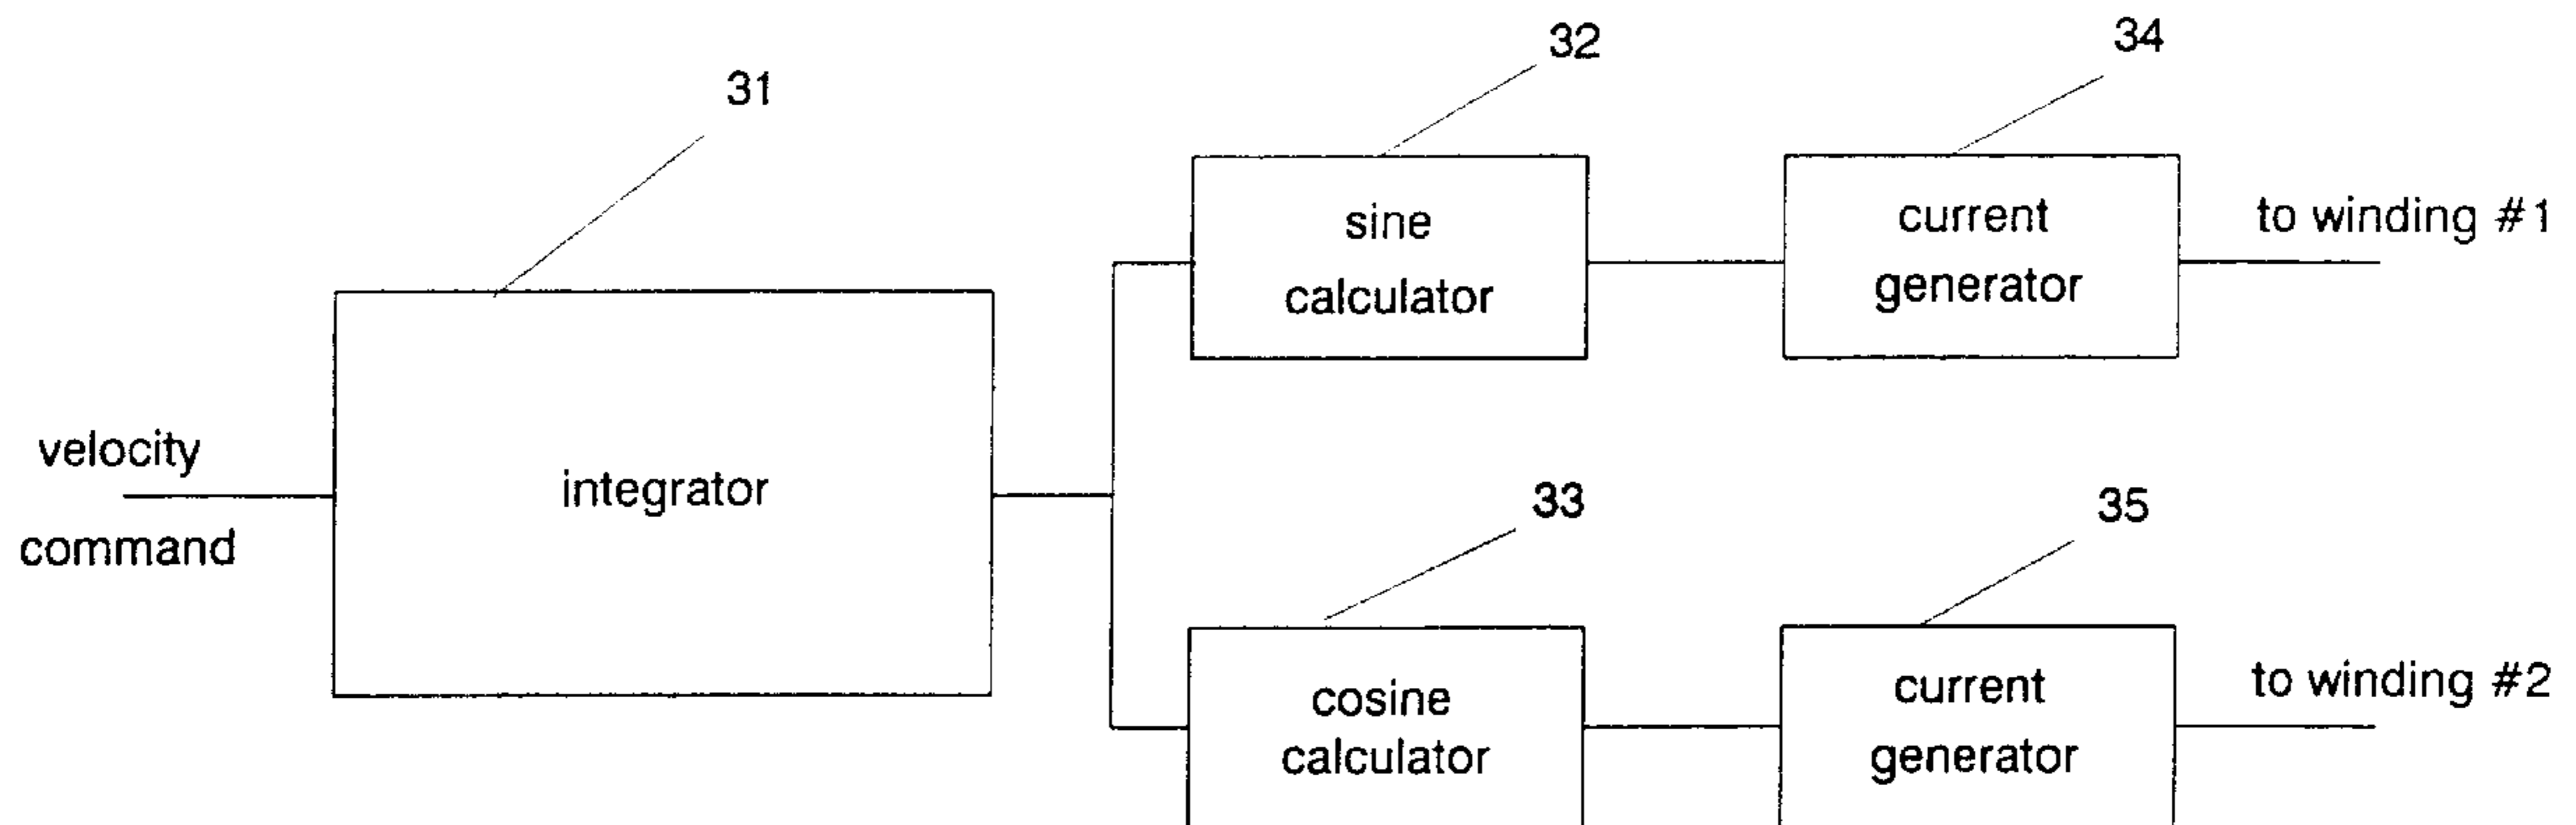 32
34
31
sine
calculator
current
generator
to winding #1
velocity
command
integrator
33
35
cosine
calculator
current
generator
to winding #2